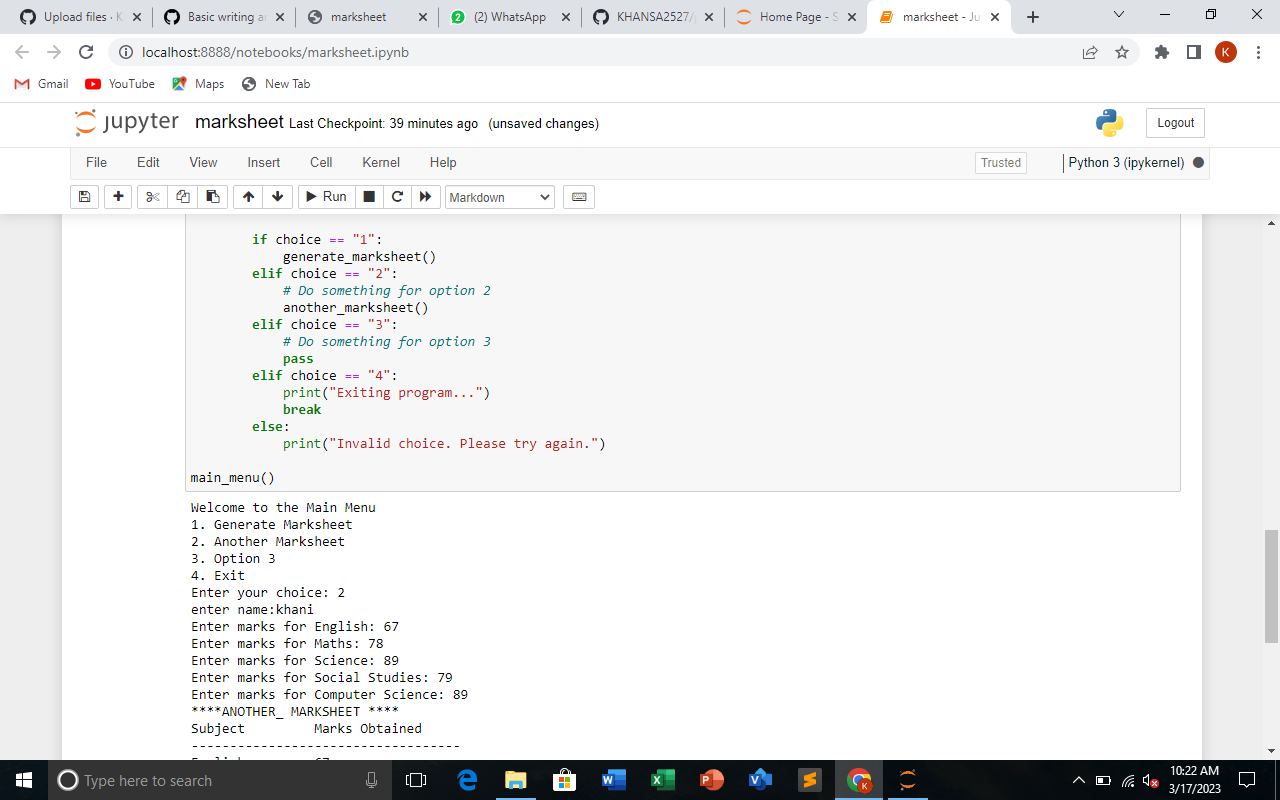 Upload files · K
Basic writing a
marksheet
(2) WhatsApp
KHANSA2527/
Home Page - S
marksheet - Ju
localhost:8888/notebooks/marksheet.ipynb
K
Gmail
YouTube
Maps
New Tab
jupyter marksheet Last Checkpoint: 39 minutes ago (unsaved changes)
Logout
File Edit View Insert Cell Kernel Help
Trusted
Python 3 (ipykernel)
Run
Markdown
if choice == "1":
generate_marksheet()
elif choice == "2":
# Do something for option 2
another_marksheet()
elif choice == "3":
# Do something for option 3
pass
elif choice == "4":
print("Exiting program...")
break
else:
print("Invalid choice. Please try again.")
main_menu()
Welcome to the Main Menu
1. Generate Marksheet
2. Another Marksheet
3. Option 3
4. Exit
Enter your choice: 2
enter name:khani
Enter marks for English: 67
Enter marks for Maths: 78
Enter marks for Science: 89
Enter marks for Social Studies: 79
Enter marks for Computer Science: 89
****ANOTHER_ MARKSHEET ****
Subject Marks Obtained
-----------------------------------
English 67
Type here to search
10:22 AM
3/17/2023